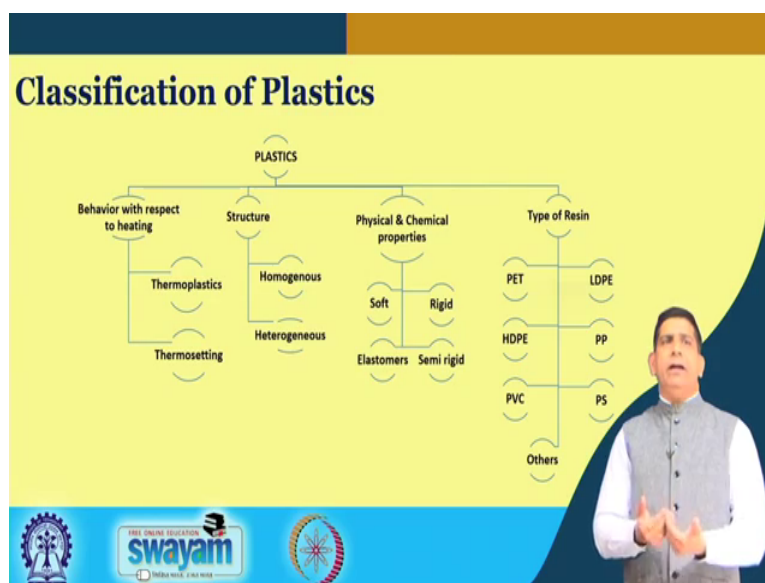 Classification of Plastics
PLASTICS
Behavior with respect
to heating
Structure
Physical & Chemical
properties
Type of Resin
Thermoplastics
Thermosetting
Homogenous
Heterogeneous
Soft
Rigid
Elastomers
Semi rigid
PET
LDPE
HDPE
PP
PVC
PS
Others
FREE ONLINE EDUCATION
swayam